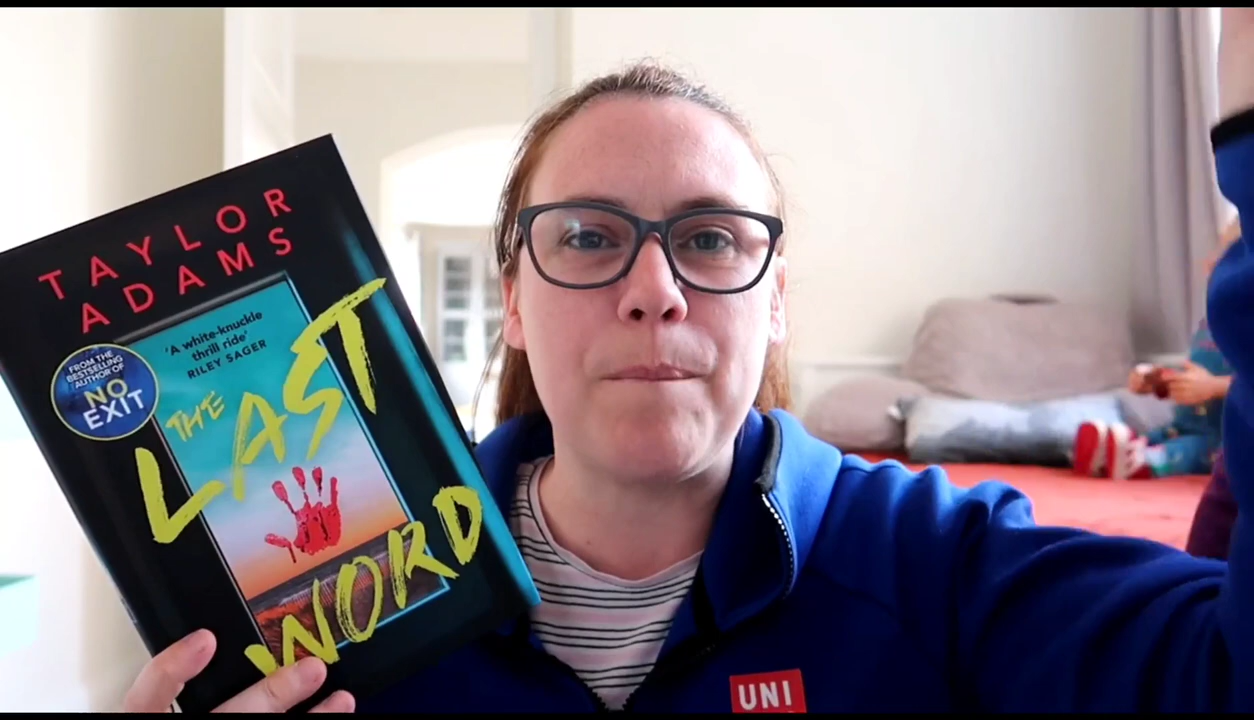 TAYLOR
ADAMS
'A white-knuckle
thrill ride'
RILEY SAGER
FROM THE
BESTSELLING
AUTHOR OF
NO
EXIT
THE
LAST
WORD
UNI